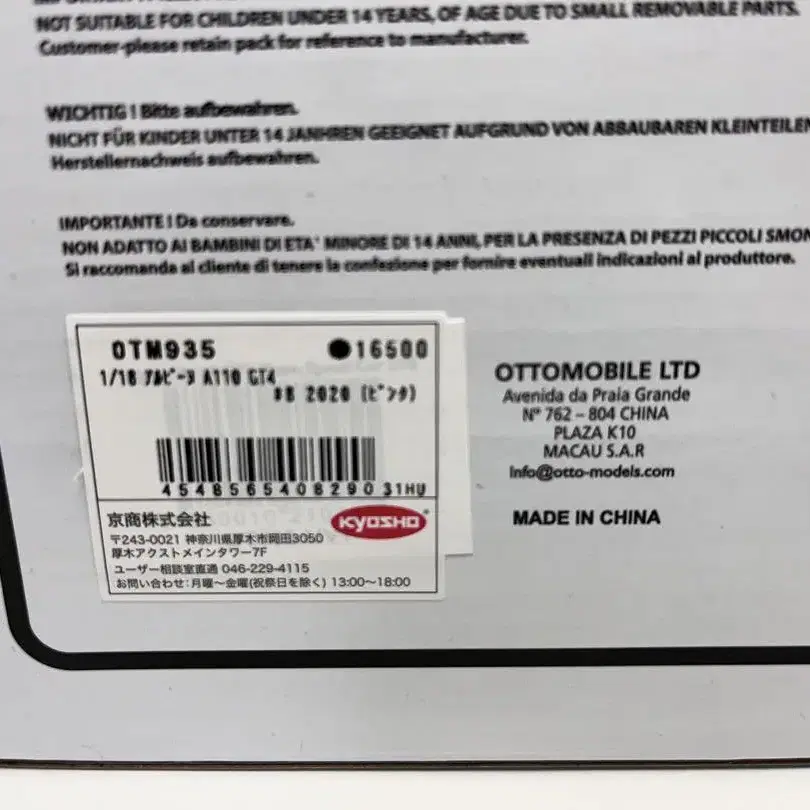 NOT SUITABLE FOR CHILDREN UNDER 14 YEARS, OF AGE DUE TO SMALL REMOVABLE PARTS.
Customer-please retain pack for reference to manufacturer.
WICHTIG ! Bitte aufbewahren.
NICHT FÜR KINDER UNTER 14 JANHREN GEEIGNET AUFGRUND VON ABBAUBAREN KLEINTEILEN
Herstellernachweis aufbewahren.
IMPORTANTE ! Da conservare.
NON ADATTO AI BAMBINI DI ETA' MINORE DI 14 ANNI, PER LA PRESENZA DI PEZZI PICCOLI SMON
Si raccomanda al cliente di tenere la confezione per fornire eventuali indicazioni al produttore.
OTM935 ●16500
1/18 アルピーヌ A110 GT4
#8 2020 (ピンク)
4548565408290 31HU
京商株式会社
KYOSHO
〒243-0021 神奈川県厚木市岡田3050
厚木アクストメインタワー7F
ユーザー相談室直通 046-229-4115
お問い合わせ:月曜〜金曜(祝祭日を除く) 13:00〜18:00
OTTOMOBILE LTD
Avenida da Praia Grande
N° 762 – 804 CHINA
PLAZA K10
MACAU S.A.R
Info@otto-models.com
MADE IN CHINA